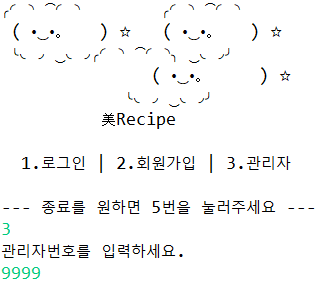 美Recipe
1.로그인 | 2.회원가입 | 3.관리자
--- 종료를 원하면 5번을 눌러주세요 ---
3
관리자번호를 입력하세요.
9999